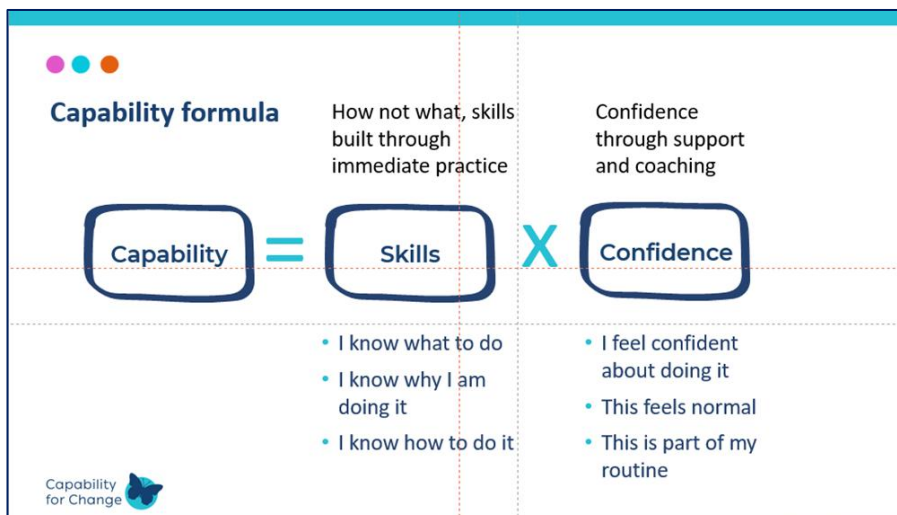 Capability formula
How not what, skills
built through
immediate practice
Confidence
through support
and coaching
Capability
=
Skills
X
Confidence
• I know what to do
• I know why I am
doing it
• I know how to do it
• I feel confident
about doing it
• This feels normal
• This is part of my
routine
Capability
for Change